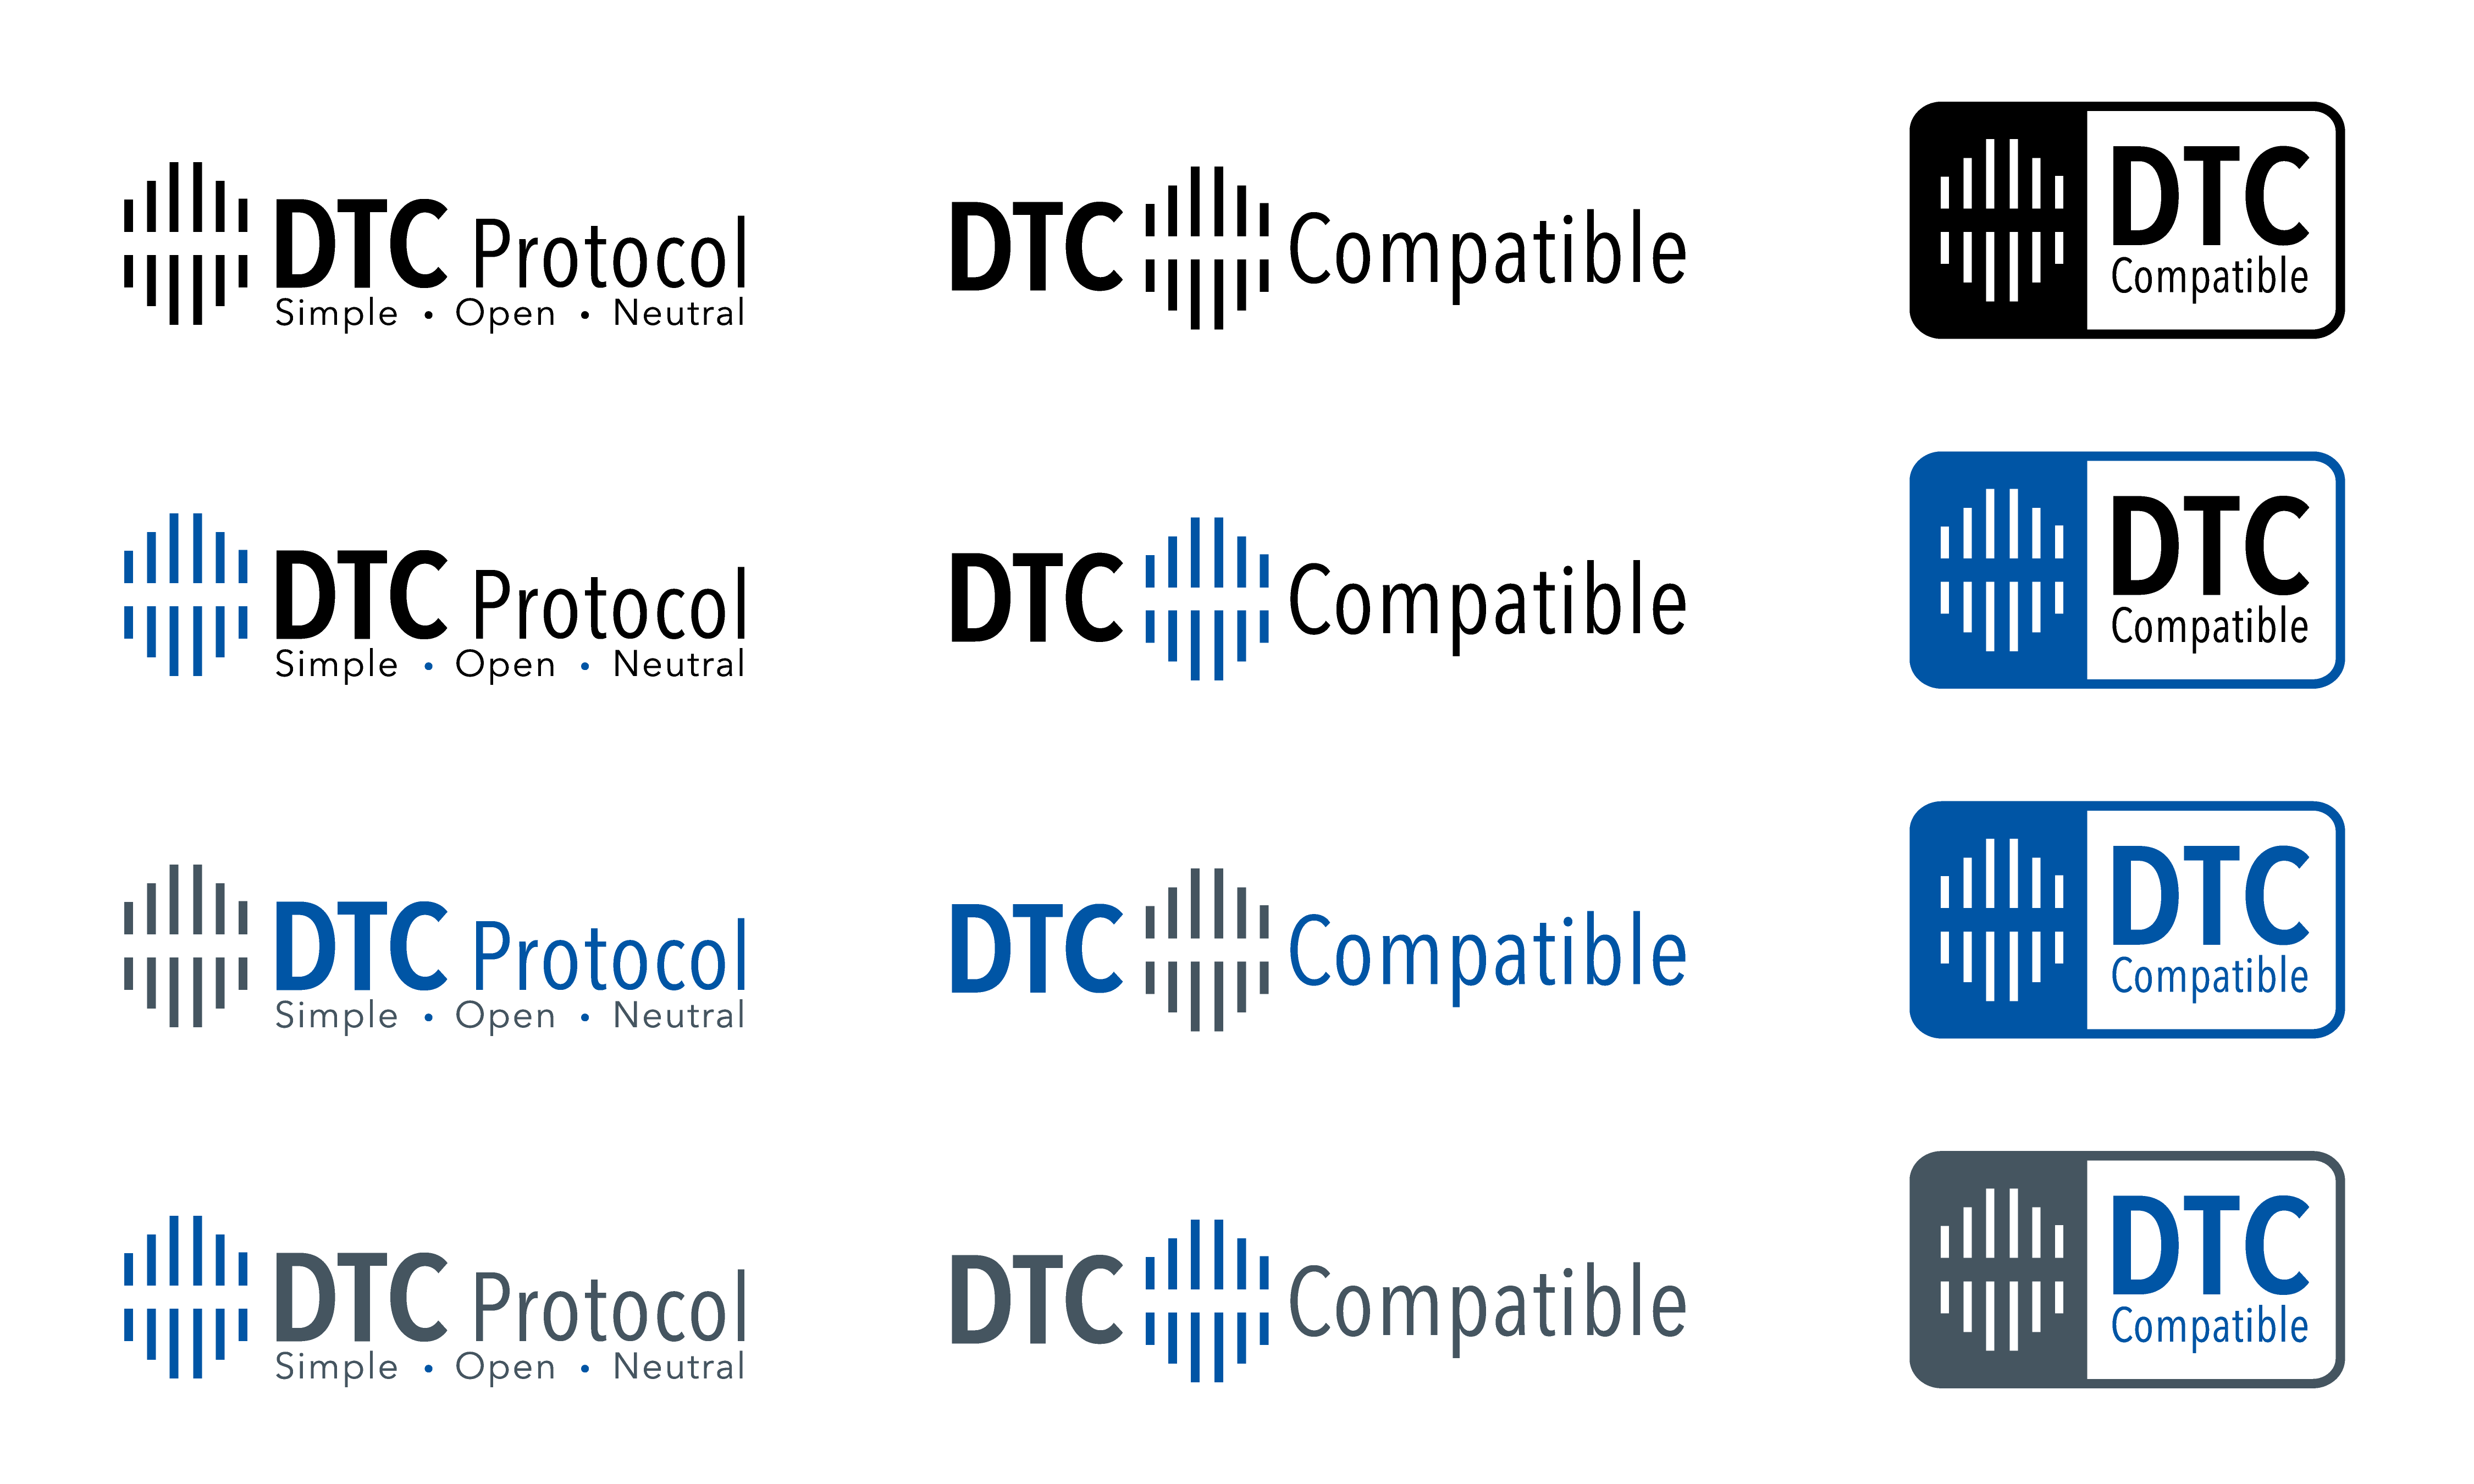 DTC Protocol
Simple • Open • Neutral
DTC Compatible
DTC
Compatible
DTC Protocol
Simple • Open • Neutral
DTC Compatible
DTC
Compatible
DTC Protocol
Simple • Open • Neutral
DTC Compatible
DTC
Compatible
DTC Protocol
Simple • Open • Neutral
DTC Compatible
DTC
Compatible